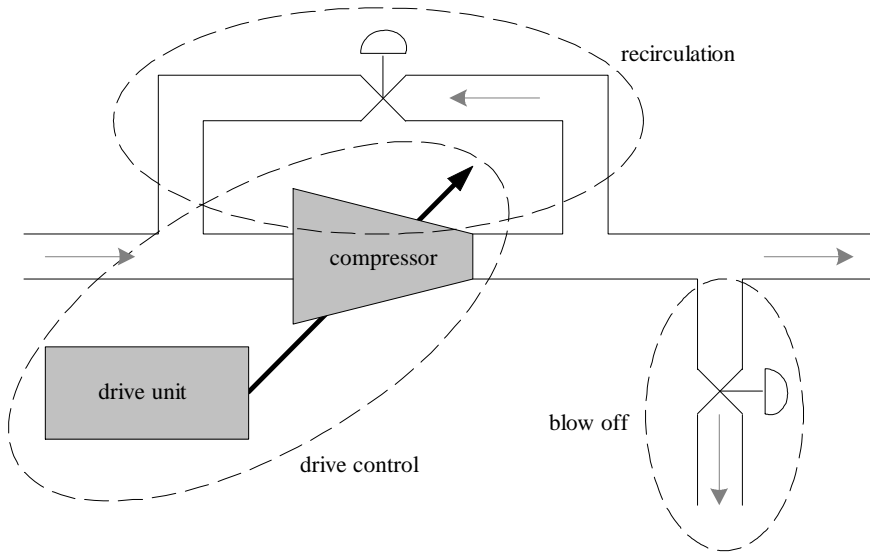 recirculation
compressor
drive unit
blow off
drive control